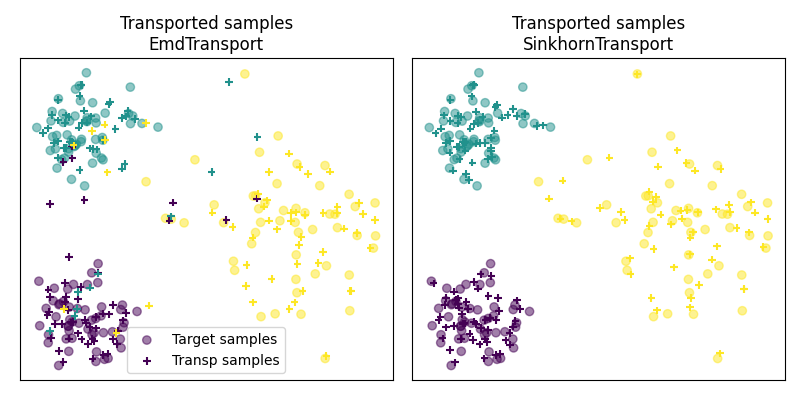 Transported samples
EmdTransport
Transported samples
SinkhornTransport
Target samples
Transp samples